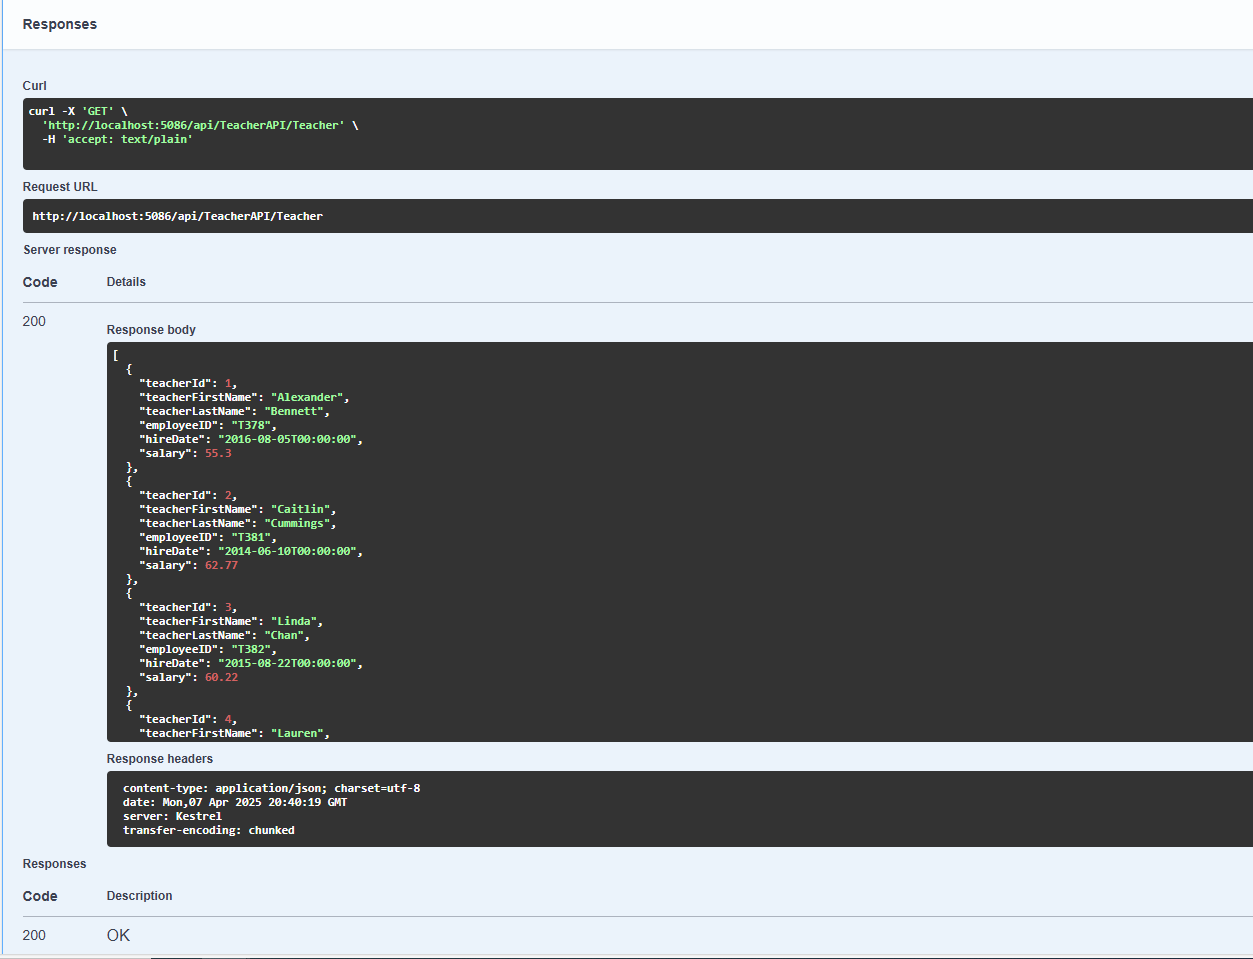 Responses
Curl
curl -X 'GET' \
  'http://localhost:5086/api/TeacherAPI/Teacher' \
  -H 'accept: text/plain'
Request URL
http://localhost:5086/api/TeacherAPI/Teacher
Server response
Code Details
200
Response body
[
  {
    "teacherId": 1,
    "teacherFirstName": "Alexander",
    "teacherLastName": "Bennett",
    "employeeID": "T378",
    "hireDate": "2016-08-05T00:00:00",
    "salary": 55.3
  },
  {
    "teacherId": 2,
    "teacherFirstName": "Caitlin",
    "teacherLastName": "Cummings",
    "employeeID": "T381",
    "hireDate": "2014-06-10T00:00:00",
    "salary": 62.77
  },
  {
    "teacherId": 3,
    "teacherFirstName": "Linda",
    "teacherLastName": "Chan",
    "employeeID": "T382",
    "hireDate": "2015-08-22T00:00:00",
    "salary": 60.22
  },
  {
    "teacherId": 4,
    "teacherFirstName": "Lauren",
Response headers
content-type: application/json; charset=utf-8
date: Mon,07 Apr 2025 20:40:19 GMT
server: Kestrel
transfer-encoding: chunked
Responses
Code Description
200 OK